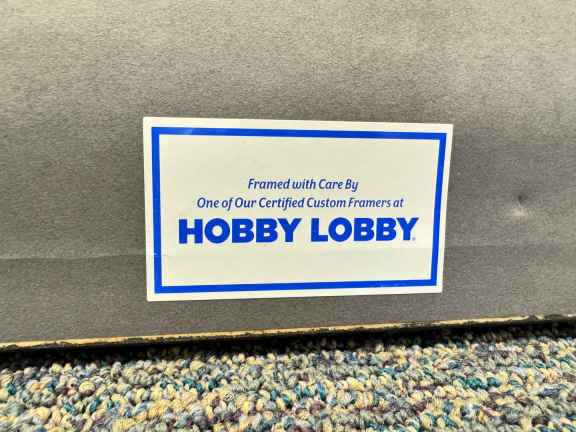 Framed with Care By
One of Our Certified Custom Framers at
HOBBY LOBBY®